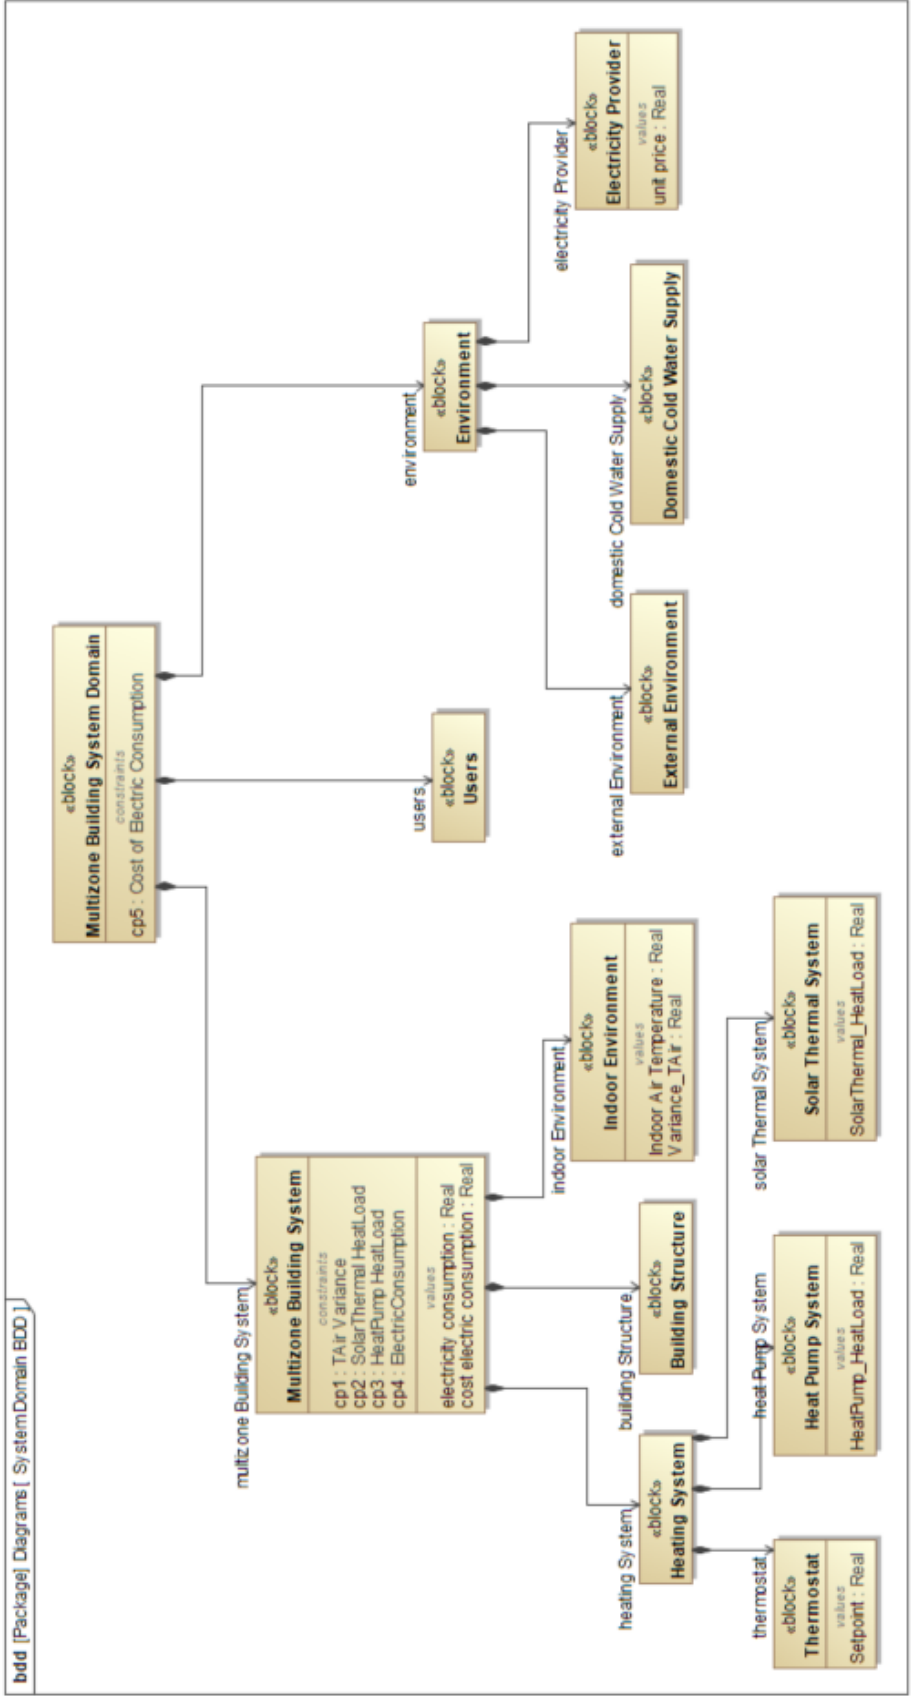 bdd [Package] Diagrams [ System Domain BDD ]
«block»
Multizone Building System Domain
constraints
cp5 : Cost of Electric Consumption
multizone Building System
users
environment
«block»
Multizone Building System
constraints
cp1 : TAir Variance
cp2 : SolarThermal HeatLoad
cp3 : HeatPump HeatLoad
cp4 : ElectricConsumption
values
electricity consumption : Real
cost electric consumption : Real
«block»
Users
«block»
Environment
heating System
building Structure
indoor Environment
external Environment
domestic Cold Water Supply
electricity Provider
«block»
Heating System
«block»
Building Structure
«block»
Indoor Environment
values
Indoor Air Temperature : Real
Variance_TAir : Real
«block»
External Environment
«block»
Domestic Cold Water Supply
«block»
Electricity Provider
values
unit price : Real
thermostat
heat Pump System
solar Thermal System
«block»
Thermostat
values
Setpoint : Real
«block»
Heat Pump System
values
HeatPump_HeatLoad : Real
«block»
Solar Thermal System
values
SolarThermal_HeatLoad : Real